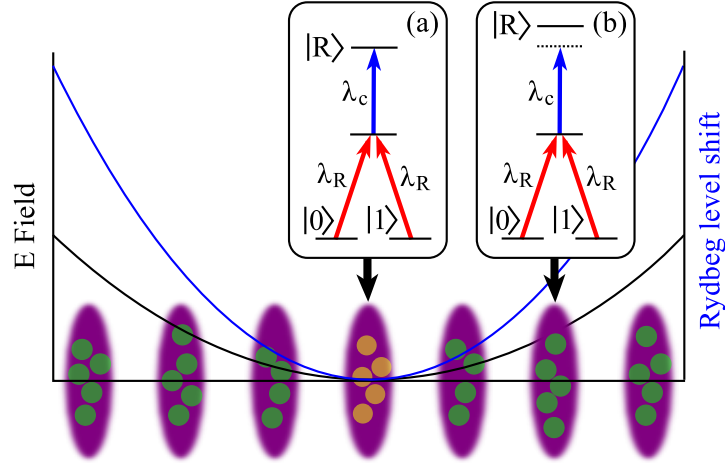 (a)
|R⟩
λc
λR
λR
|0⟩
|1⟩
(b)
|R⟩
λc
λR
λR
|0⟩
|1⟩
E Field
Rydbeg level shift